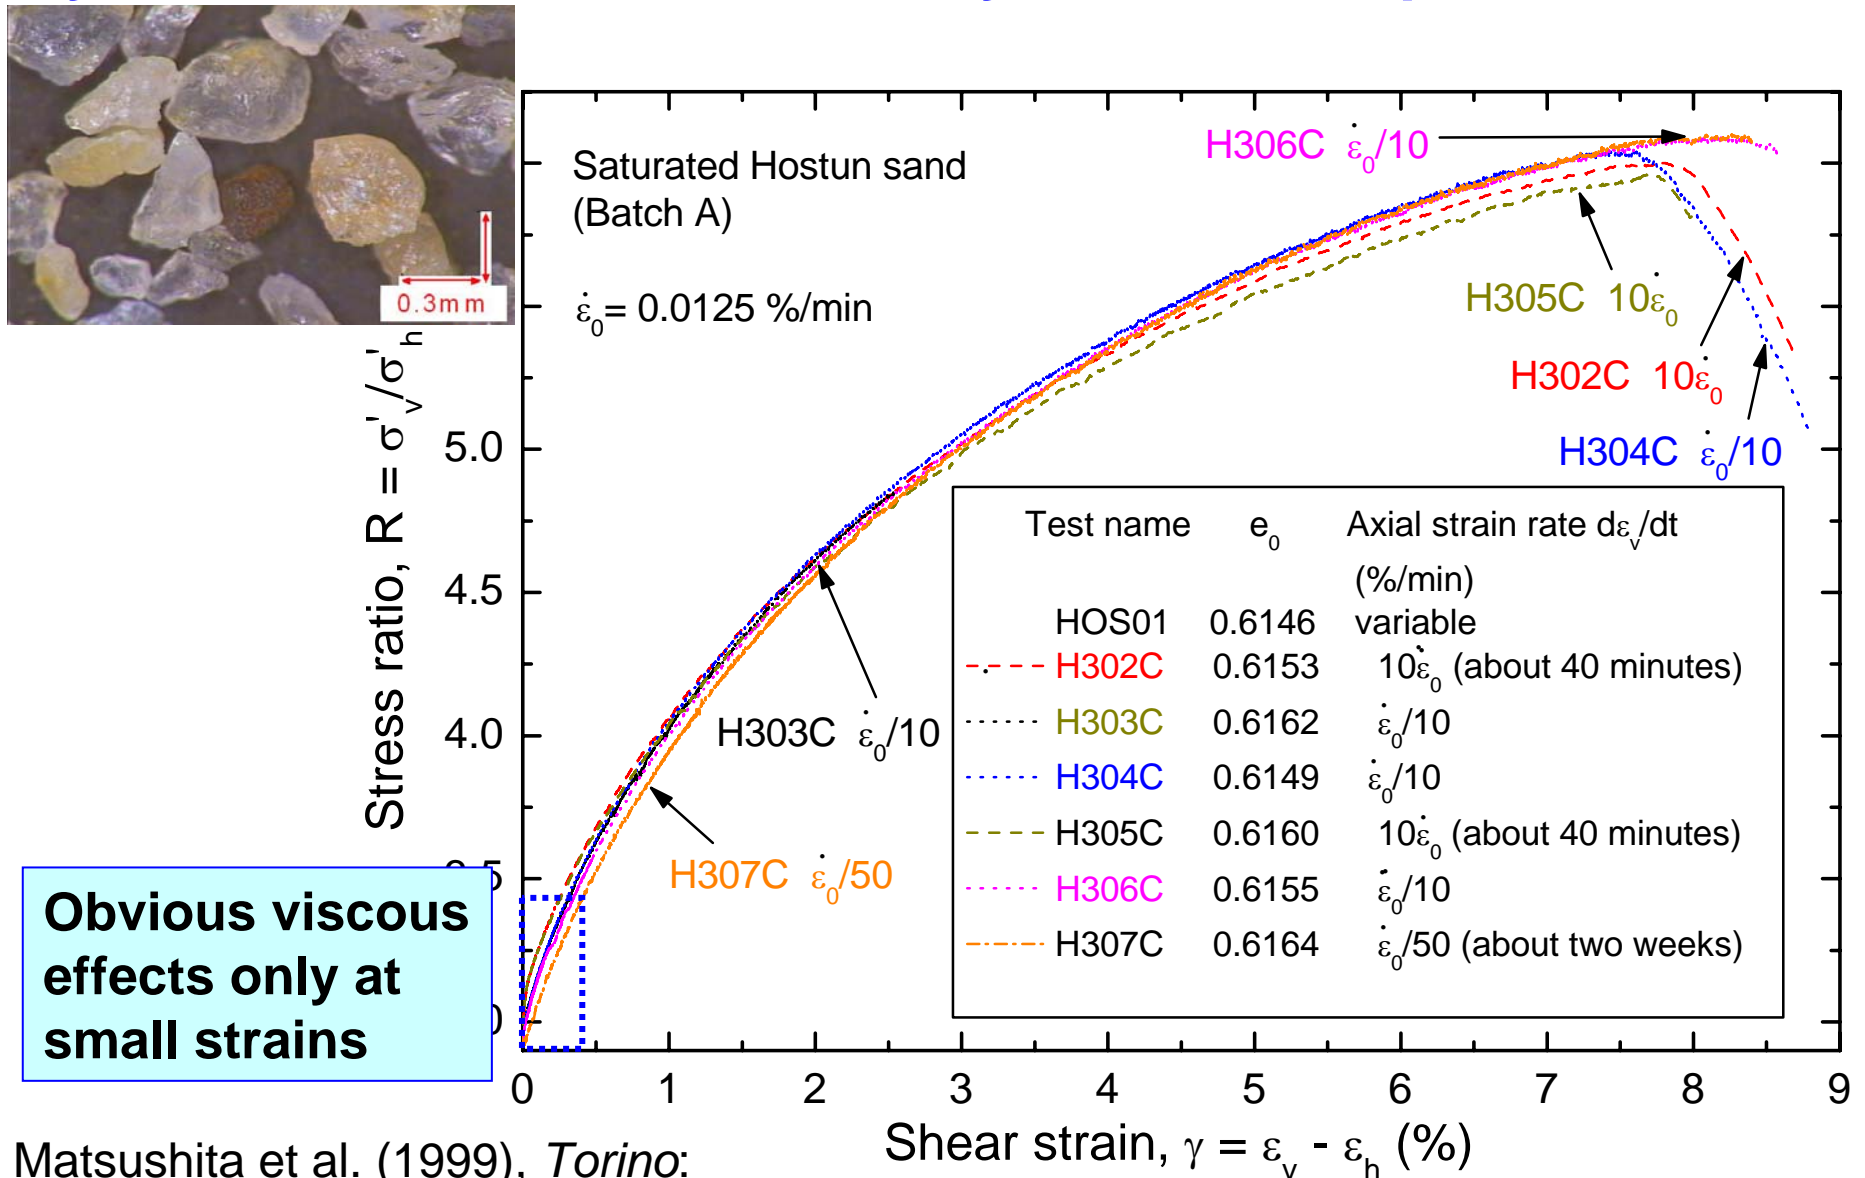 0.3mm
Saturated Hostun sand
(Batch A)
ε̇₀= 0.0125 %/min
H306C ε̇₀/10
H305C 10ε̇₀
H302C 10ε̇₀
H304C ε̇₀/10
H303C ε̇₀/10
H307C ε̇₀/50
Stress ratio, R = σ'ᵥ/σ'ₕ
5.0
4.5
4.0
Test name e₀ Axial strain rate dεᵥ/dt
(%/min)
HOS01 0.6146 variable
H302C 0.6153 10ε̇₀ (about 40 minutes)
H303C 0.6162 ε̇₀/10
H304C 0.6149 ε̇₀/10
H305C 0.6160 10ε̇₀ (about 40 minutes)
H306C 0.6155 ε̇₀/10
H307C 0.6164 ε̇₀/50 (about two weeks)
Obvious viscous
effects only at
small strains
0 1 2 3 4 5 6 7 8 9
Shear strain, γ = εᵥ - εₕ (%)
Matsushita et al. (1999), Torino: